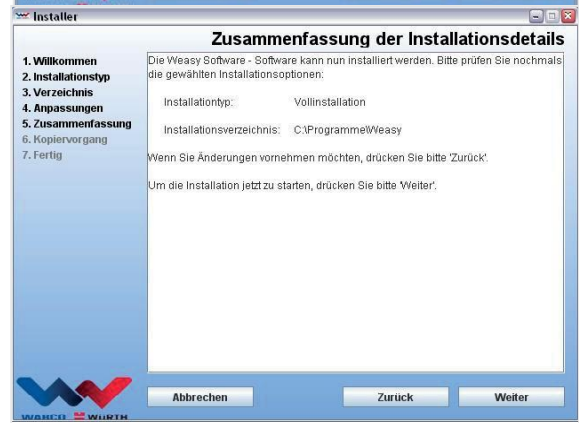 Installer
Zusammenfassung der Installationsdetails
1. Willkommen
2. Installationstyp
3. Verzeichnis
4. Anpassungen
5. Zusammenfassung
6. Kopiervorgang
7. Fertig
Die Weasy Software - Software kann nun installiert werden. Bitte prüfen Sie nochmals
die gewählten Installationsoptionen:
Installationtyp: Vollinstallation
Installationsverzeichnis: C:\Programme\Weasy
Wenn Sie Änderungen vornehmen möchten, drücken Sie bitte 'Zurück'.
Um die Installation jetzt zu starten, drücken Sie bitte 'Weiter'.
WABCO WÜRTH
Abbrechen Zurück Weiter